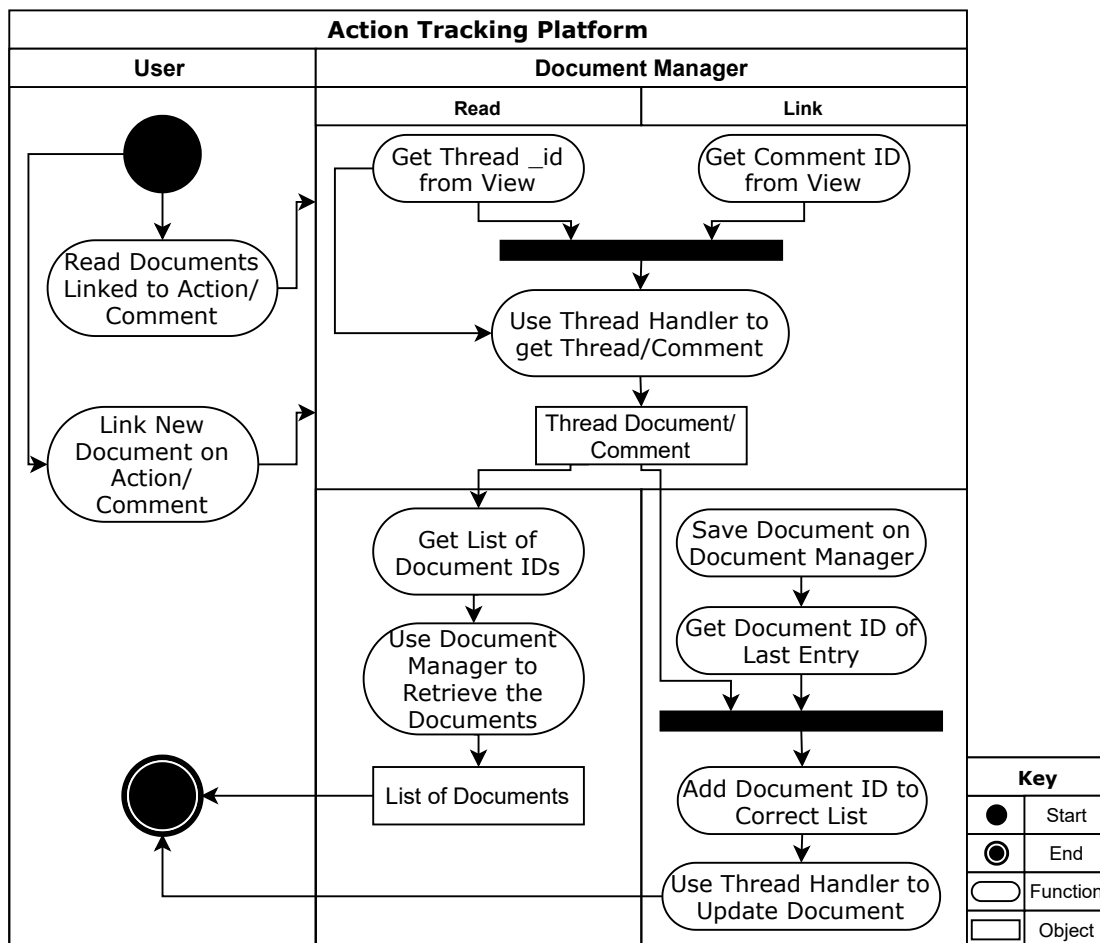 Action Tracking Platform
User
Document Manager
Read
Link
Get Thread _id
from View
Get Comment ID
from View
Read Documents
Linked to Action/
Comment
Use Thread Handler to
get Thread/Comment
Link New
Document on
Action/
Comment
Thread Document/
Comment
Get List of
Document IDs
Save Document on
Document Manager
Use Document
Manager to
Retrieve the
Documents
Get Document ID of
Last Entry
List of Documents
Add Document ID to
Correct List
Use Thread Handler to
Update Document
Key
Start
End
Function
Object